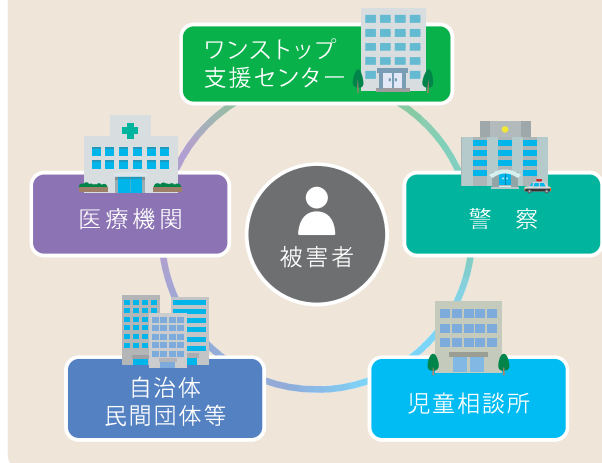 ワンストップ
支援センター
医療機関
警　察
被害者
自治体
民間団体等
児童相談所